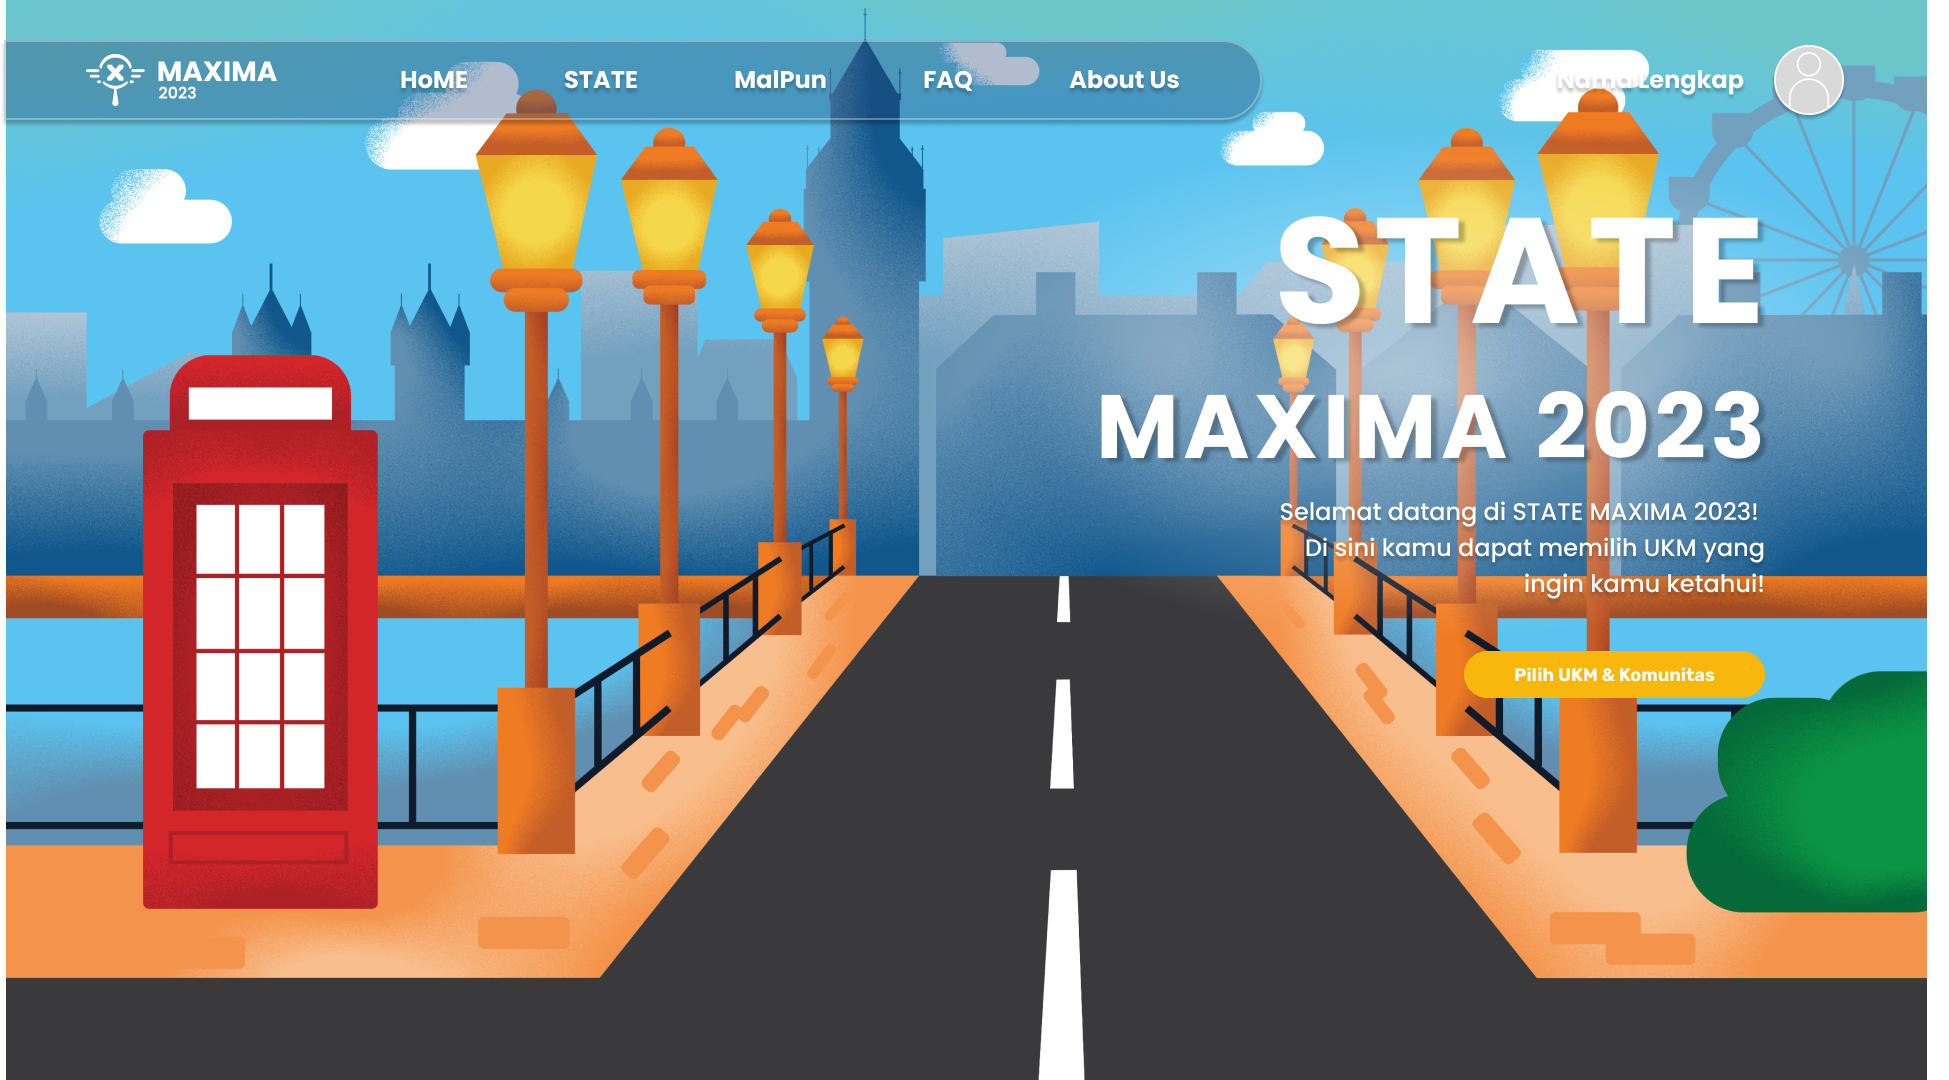 MAXIMA
2023
HoME
STATE
MalPun
FAQ
About Us
Nama Lengkap
STATE
MAXIMA 2023
Selamat datang di STATE MAXIMA 2023!
Di sini kamu dapat memilih UKM yang
ingin kamu ketahui!
Pilih UKM & Komunitas